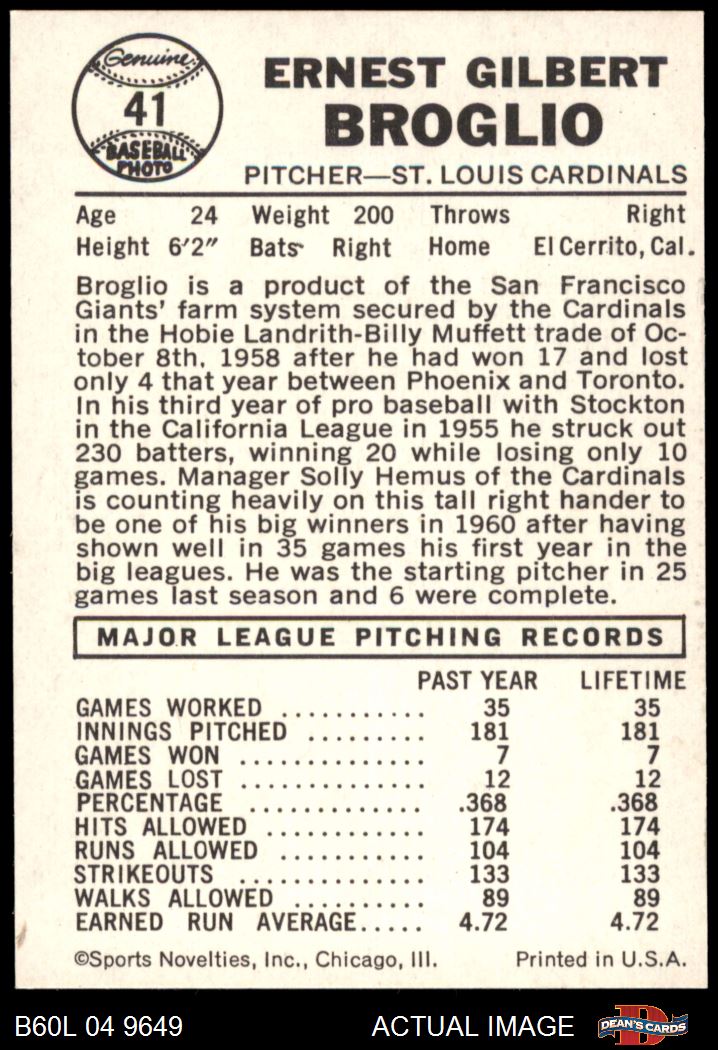 Genuine
41
BASEBALL
PHOTO
ERNEST GILBERT
BROGLIO
PITCHER—ST. LOUIS CARDINALS
Age 24 Weight 200 Throws Right
Height 6'2" Bats Right Home El Cerrito, Cal.
Broglio is a product of the San Francisco
Giants' farm system secured by the Cardinals
in the Hobie Landrith-Billy Muffett trade of Oc-
tober 8th, 1958 after he had won 17 and lost
only 4 that year between Phoenix and Toronto.
In his third year of pro baseball with Stockton
in the California League in 1955 he struck out
230 batters, winning 20 while losing only 10
games. Manager Solly Hemus of the Cardinals
is counting heavily on this tall right hander to
be one of his big winners in 1960 after having
shown well in 35 games his first year in the
big leagues. He was the starting pitcher in 25
games last season and 6 were complete.
MAJOR LEAGUE PITCHING RECORDS
PAST YEAR LIFETIME
GAMES WORKED ........... 35 35
INNINGS PITCHED ......... 181 181
GAMES WON .............. 7 7
GAMES LOST .............. 12 12
PERCENTAGE ............. .368 .368
HITS ALLOWED ............ 174 174
RUNS ALLOWED ........... 104 104
STRIKEOUTS .............. 133 133
WALKS ALLOWED .......... 89 89
EARNED RUN AVERAGE..... 4.72 4.72
©Sports Novelties, Inc., Chicago, Ill. Printed in U.S.A.
B60L 04 9649 ACTUAL IMAGE D DEAN'S CARDS